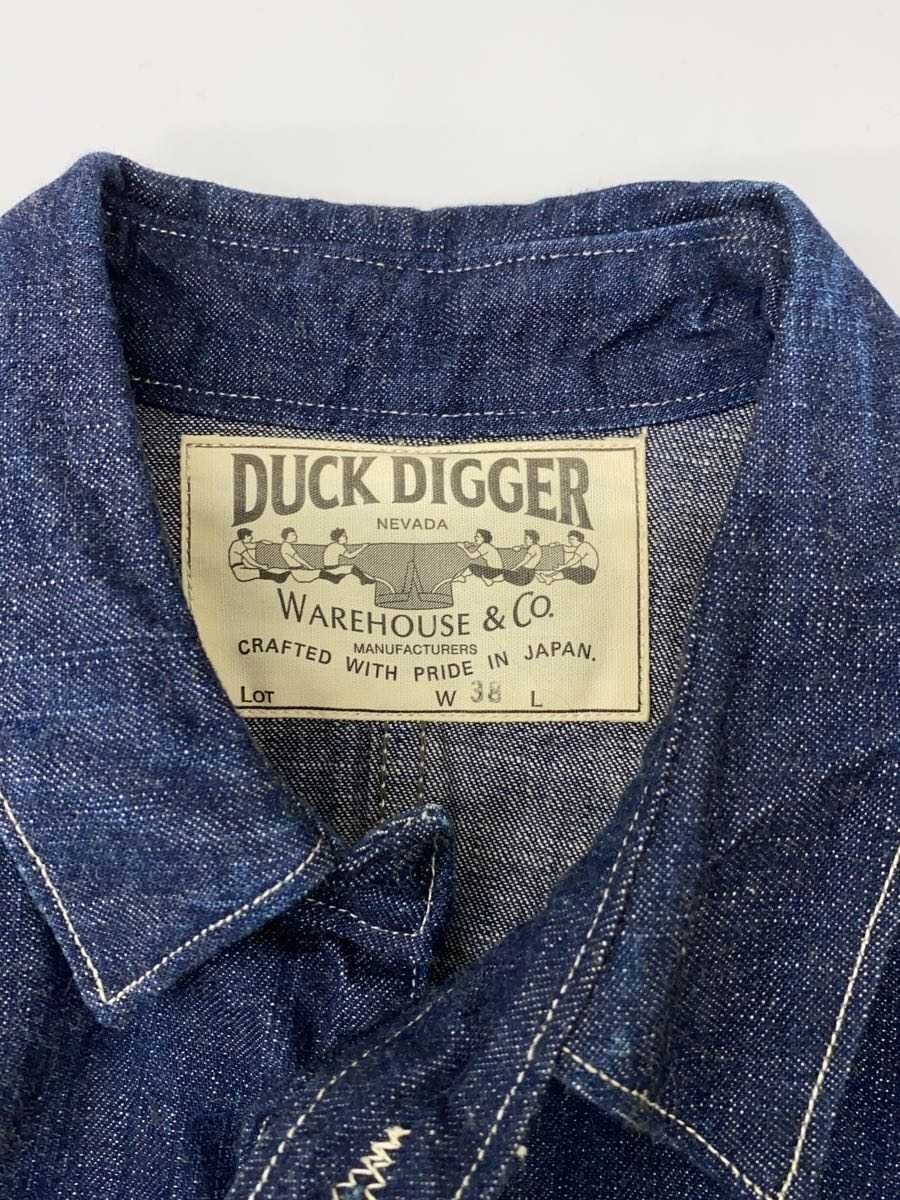 DUCK DIGGER
NEVADA
WAREHOUSE & CO.
MANUFACTURERS
CRAFTED WITH PRIDE IN JAPAN.
LOT W 38 L